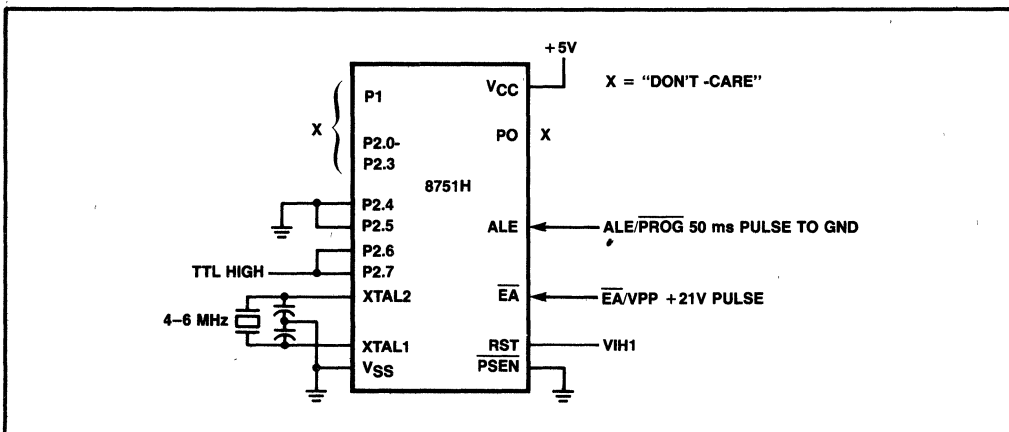 +5V
VCC
X = "DON'T -CARE"
P1
X
PO X
P2.0-
P2.3
8751H
P2.4
P2.5
ALE
ALE/PROG 50 ms PULSE TO GND
P2.6
TTL HIGH
P2.7
XTAL2
EA
EA/VPP +21V PULSE
4–6 MHz
XTAL1
RST
VIH1
VSS
PSEN